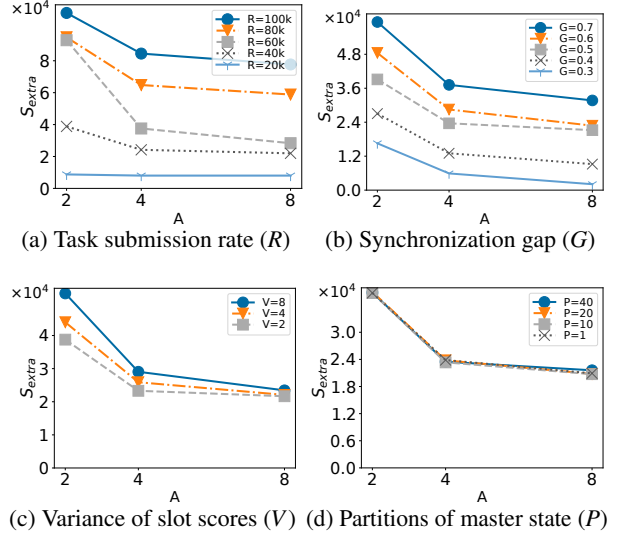 ×10⁴
S_extra
8
6
4
2
0
2
4
8
A
R=100k
R=80k
R=60k
R=40k
R=20k
(a) Task submission rate (R)
×10⁴
S_extra
4.8
3.6
2.4
1.2
0.0
2
4
8
A
G=0.7
G=0.6
G=0.5
G=0.4
G=0.3
(b) Synchronization gap (G)
×10⁴
S_extra
4
3
2
1
0
2
4
8
A
V=8
V=4
V=2
(c) Variance of slot scores (V)
×10⁴
S_extra
3.0
2.4
1.8
1.2
0.6
0.0
2
4
8
A
P=40
P=20
P=10
P=1
(d) Partitions of master state (P)